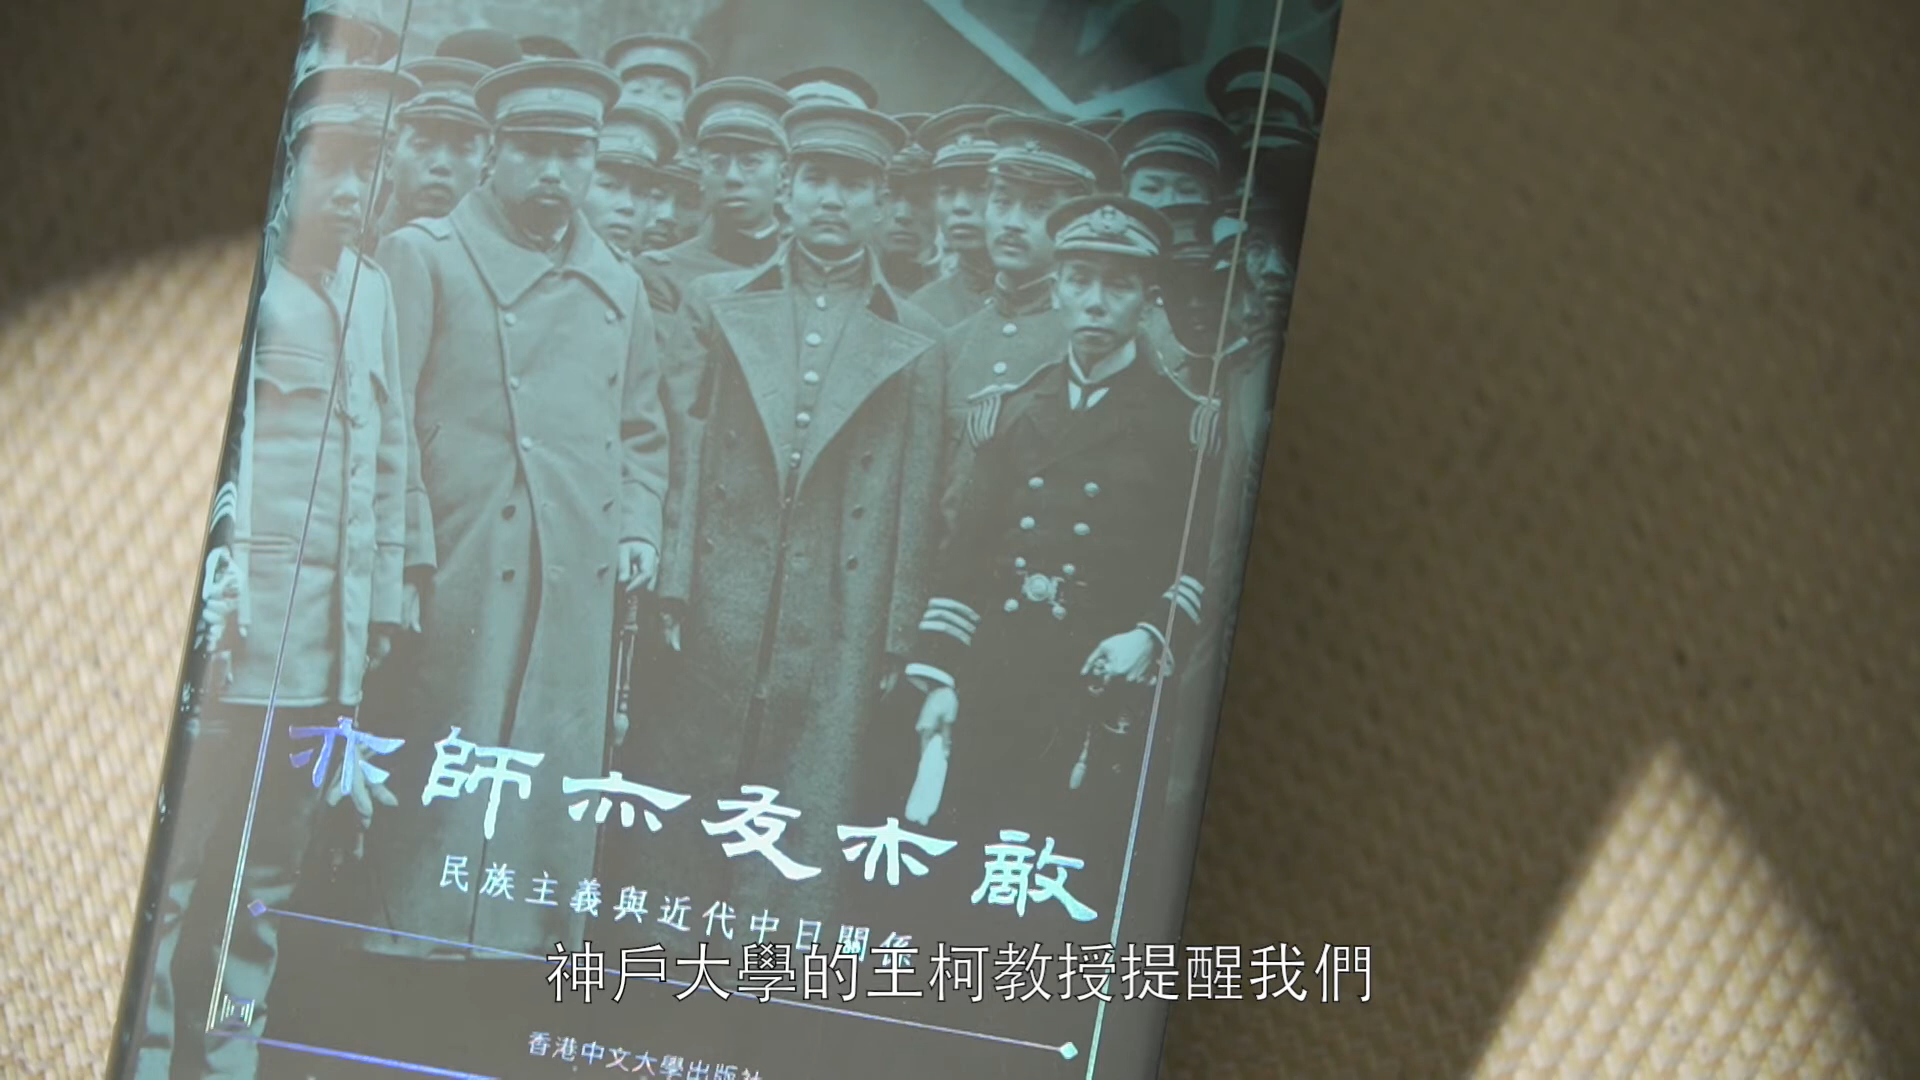 亦師亦友亦敵
民族主義與近代中日關係
神戶大學的王柯教授提醒我們
香港中文大學出版社